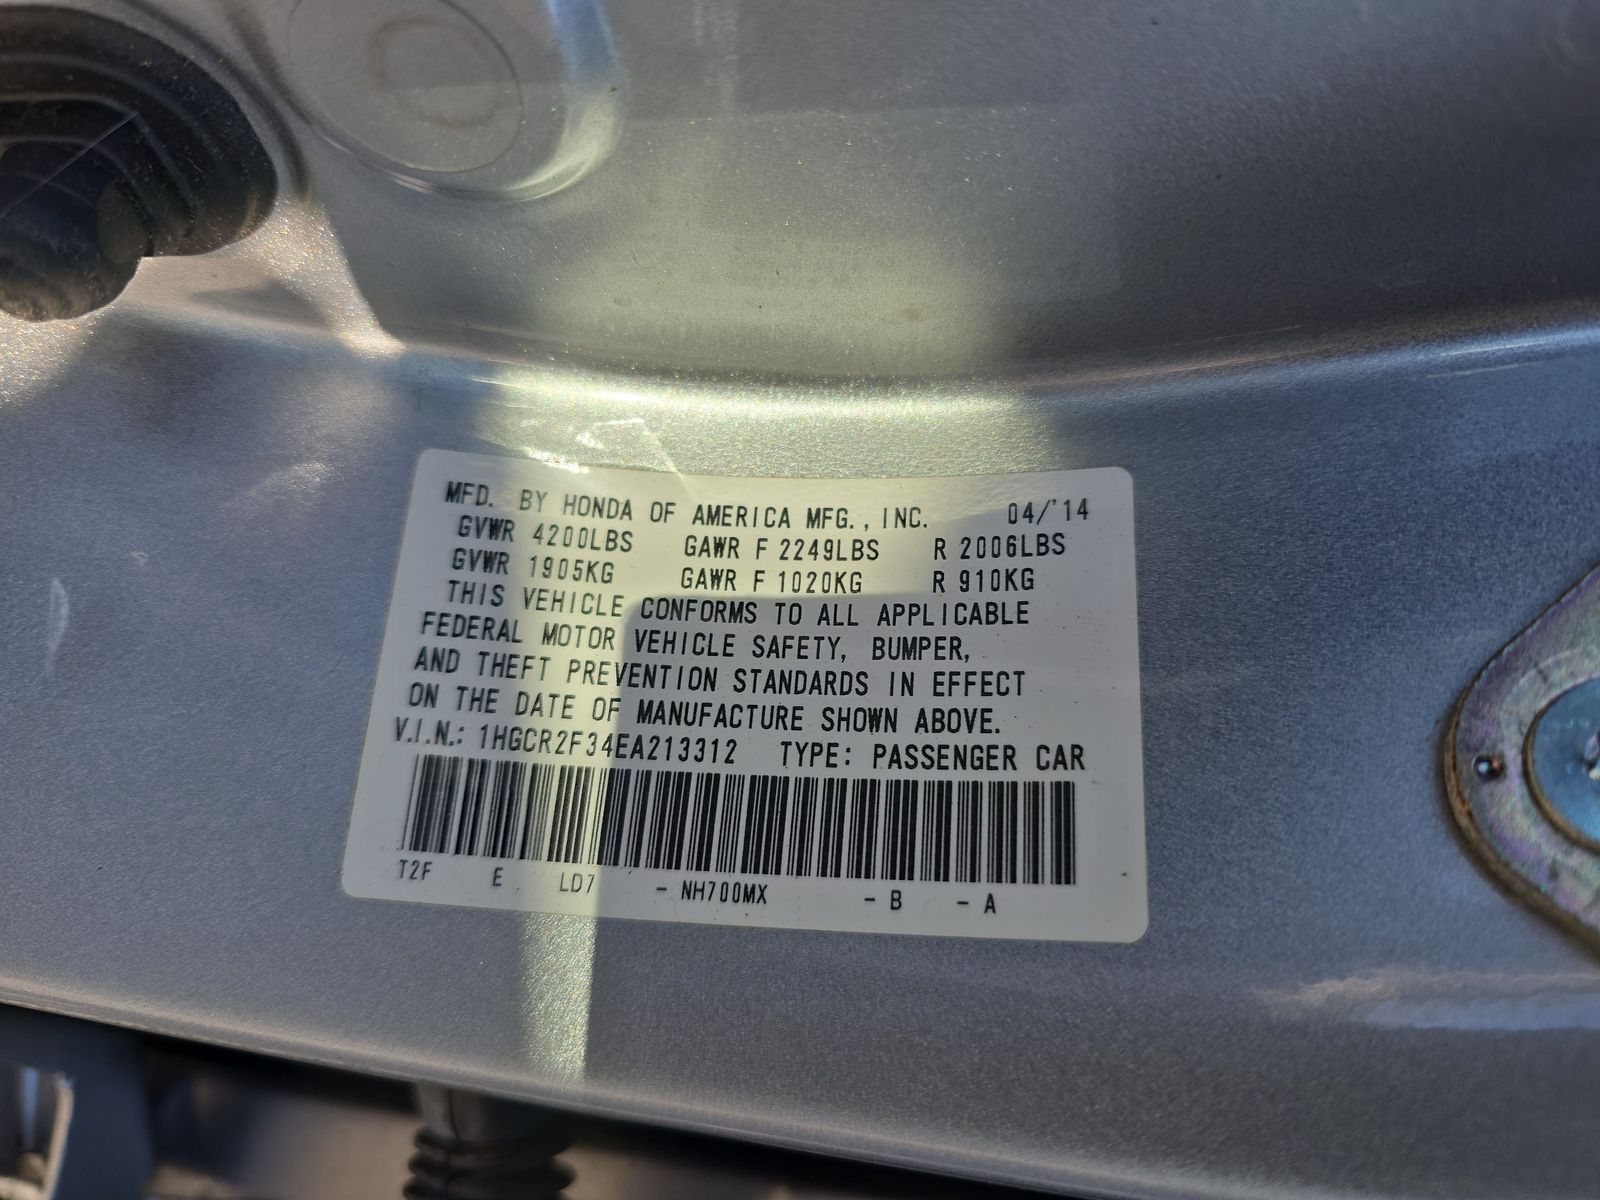 MFD. BY HONDA OF AMERICA MFG., INC. 04/'14
GVWR 4200LBS GAWR F 2249LBS R 2006LBS
GVWR 1905KG GAWR F 1020KG R 910KG
THIS VEHICLE CONFORMS TO ALL APPLICABLE
FEDERAL MOTOR VEHICLE SAFETY, BUMPER,
AND THEFT PREVENTION STANDARDS IN EFFECT
ON THE DATE OF MANUFACTURE SHOWN ABOVE.
V.I.N.: 1HGCR2F34EA213312 TYPE: PASSENGER CAR
T2F E LD7 - NH700MX - B - A